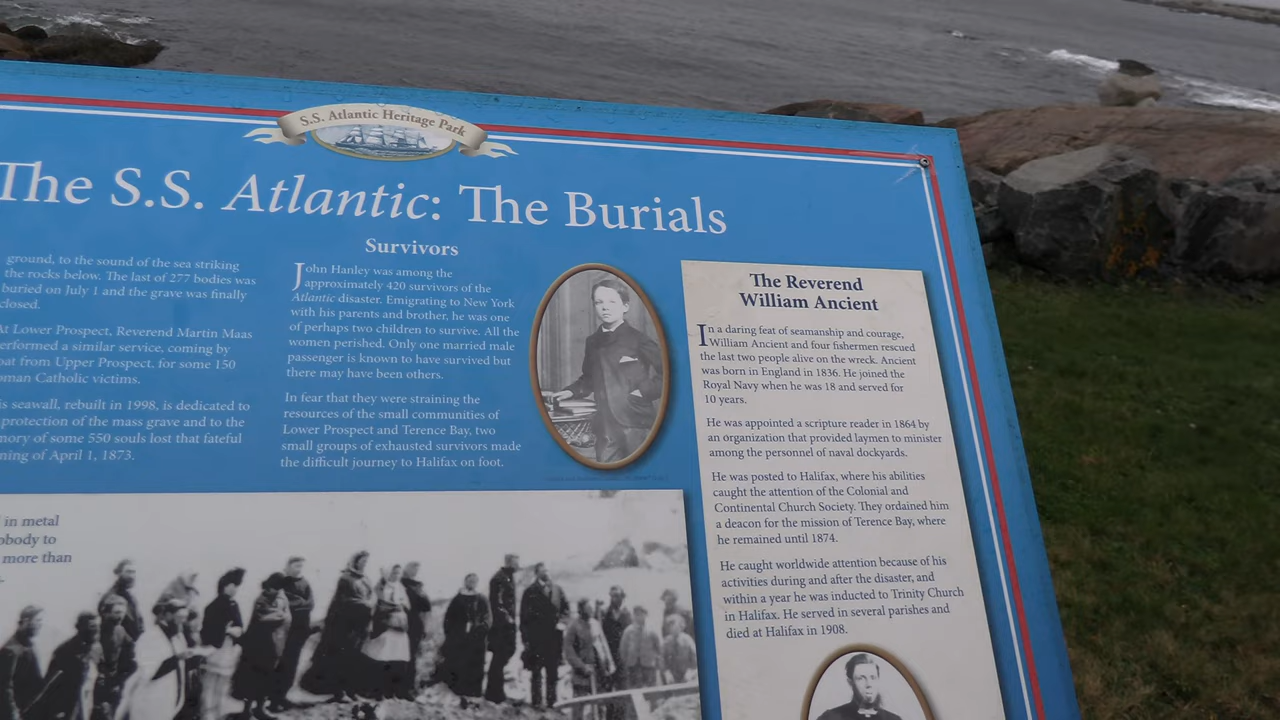 S.S. Atlantic Heritage Park
The S.S. Atlantic: The Burials
ground, to the sound of the sea striking
the rocks below. The last of 277 bodies was
buried on July 1 and the grave was finally
closed.
At Lower Prospect, Reverend Martin Maas
performed a similar service, coming by
from Upper Prospect, for some 150
victims.
seawall, rebuilt in 1998, is dedicated to
protection of the mass grave and to the
of some 550 souls lost that fateful
of April 1, 1873.
in metal
to
more than
Survivors
John Hanley was among the
approximately 420 survivors of the
Atlantic disaster. Emigrating to New York
with his parents and brother, he was one
of perhaps two children to survive. All the
women perished. Only one married male
passenger is known to have survived but
there may have been others.
In fear that they were straining the
resources of the small communities of
Lower Prospect and Terence Bay, two
small groups of exhausted survivors made
the difficult journey to Halifax on foot.
The Reverend
William Ancient
In a daring feat of seamanship and courage,
William Ancient and four fishermen rescued
the last two people alive on the wreck. Ancient
was born in England in 1836. He joined the
Royal Navy when he was 18 and served for
10 years.
He was appointed a scripture reader in 1864 by
an organization that provided laymen to minister
among the personnel of naval dockyards.
He was posted to Halifax, where his abilities
caught the attention of the Colonial and
Continental Church Society. They ordained him
a deacon for the mission of Terence Bay, where
he remained until 1874.
He caught worldwide attention because of his
activities during and after the disaster, and
within a year he was inducted to Trinity Church
in Halifax. He served in several parishes and
died at Halifax in 1908.